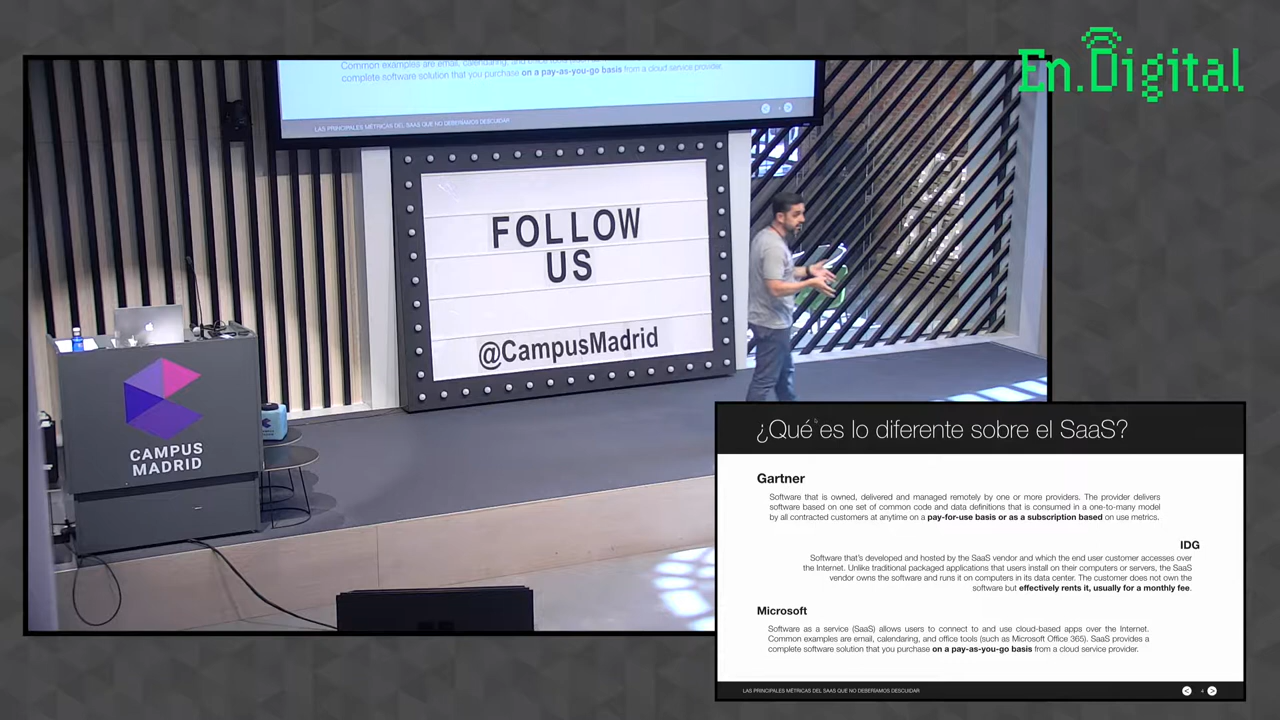 En.Digital
Common examples are email, calendaring, and office tools
complete software solution that you purchase on a pay-as-you-go basis from a cloud service provider.
LAS PRINCIPALES MÉTRICAS DEL SAAS QUE NO DEBERÍAMOS DESCUIDAR
FOLLOW
US
@CampusMadrid
CAMPUS
MADRID
¿Qué es lo diferente sobre el SaaS?
Gartner
Software that is owned, delivered and managed remotely by one or more providers. The provider delivers
software based on one set of common code and data definitions that is consumed in a one-to-many model
by all contracted customers at anytime on a pay-for-use basis or as a subscription based on use metrics.
IDG
Software that's developed and hosted by the SaaS vendor and which the end user customer accesses over
the Internet. Unlike traditional packaged applications that users install on their computers or servers, the SaaS
vendor owns the software and runs it on computers in its data center. The customer does not own the
software but effectively rents it, usually for a monthly fee.
Microsoft
Software as a service (SaaS) allows users to connect to and use cloud-based apps over the Internet.
Common examples are email, calendaring, and office tools (such as Microsoft Office 365). SaaS provides a
complete software solution that you purchase on a pay-as-you-go basis from a cloud service provider.
LAS PRINCIPALES MÉTRICAS DEL SAAS QUE NO DEBERÍAMOS DESCUIDAR
< 4 >